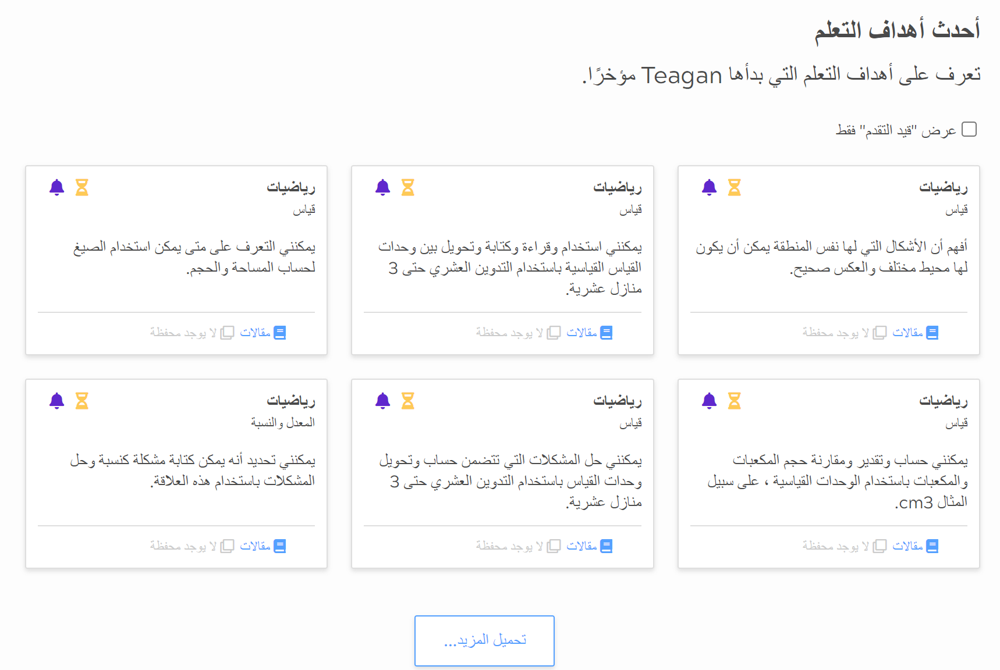 أحدث أهداف التعلم
تعرف على أهداف التعلم التي بدأها Teagan مؤخرًا.
عرض "قيد التقدم" فقط
رياضيات
قياس
أفهم أن الأشكال التي لها نفس المنطقة يمكن أن يكون
لها محيط مختلف والعكس صحيح.
مقالات لا يوجد محفظة
رياضيات
قياس
يمكنني استخدام وقراءة وكتابة وتحويل بين وحدات
القياس القياسية باستخدام التدوين العشري حتى 3
منازل عشرية.
مقالات لا يوجد محفظة
رياضيات
قياس
يمكنني التعرف على متى يمكن استخدام الصيغ
لحساب المساحة والحجم.
مقالات لا يوجد محفظة
رياضيات
قياس
يمكنني حساب وتقدير ومقارنة حجم المكعبات
والمكعبات باستخدام الوحدات القياسية ، على سبيل
المثال cm3.
مقالات لا يوجد محفظة
رياضيات
قياس
يمكنني حل المشكلات التي تتضمن حساب وتحويل
وحدات القياس باستخدام التدوين العشري حتى 3
منازل عشرية.
مقالات لا يوجد محفظة
رياضيات
المعدل والنسبة
يمكنني تحديد أنه يمكن كتابة مشكلة كنسبة وحل
المشكلات باستخدام هذه العلاقة.
مقالات لا يوجد محفظة
تحميل المزيد...